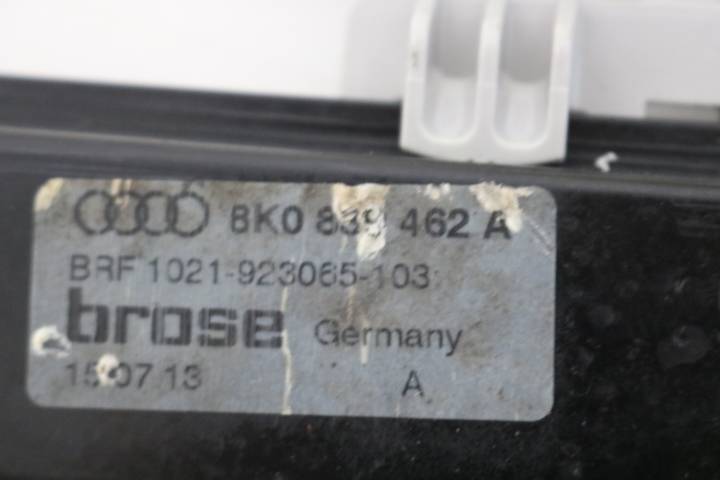 8K0 839 462 A
BRF 1021-923065-103
brose Germany
15 07 13 A